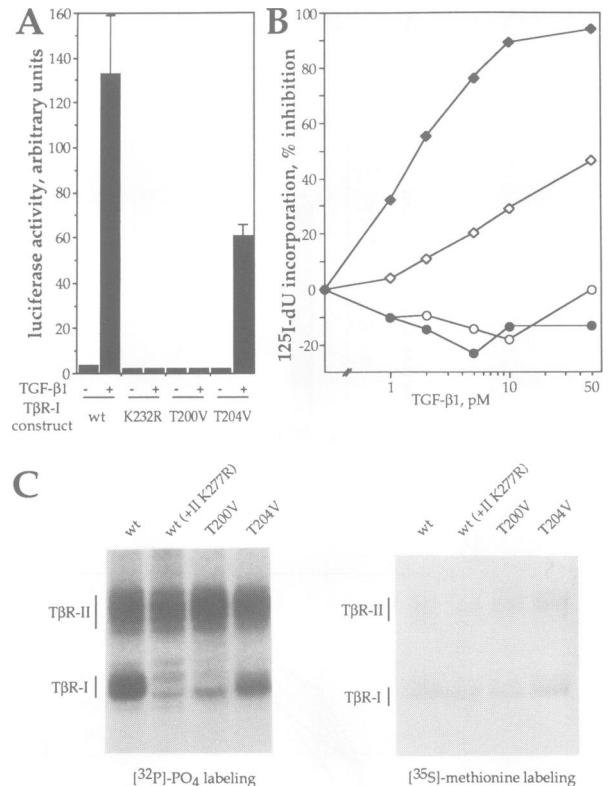 A
luciferase activity, arbitrary units
160
140
120
100
80
60
40
20
0
TGF-β1
- + - + - + - +
TβR-I
construct
wt K232R T200V T204V
B
125I-dU incorporation, % inhibition
100
80
60
40
20
0
-20
1 10 50
TGF-β1, pM
C
wt
wt (+II K277R)
T200V
T204V
TβR-II
TβR-I
[32P]-PO4 labeling
wt
wt (+II K277R)
T200V
T204V
TβR-II
TβR-I
[35S]-methionine labeling